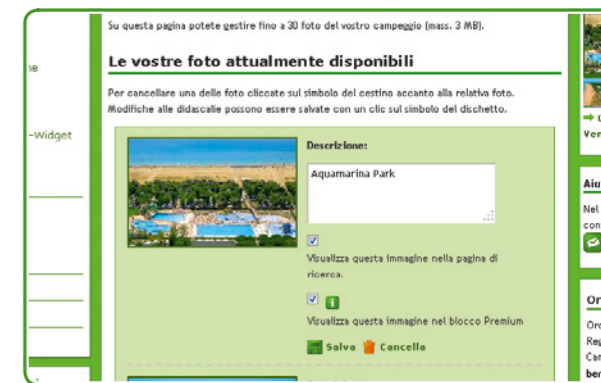 Su questa pagina potete gestire fino a 30 foto del vostro campeggio (mass. 3 MB).
Le vostre foto attualmente disponibili
Per cancellare una delle foto cliccate sul simbolo del cestino accanto alla relativa foto.
Modifiche alle didascalie possono essere salvate con un clic sul simbolo del dischetto.
-Widget
Descrizione:
Aquamarina Park
Visualizza questa immagine nella pagina di
ricerca.
Visualizza questa immagine nel blocco Premium
Salva Cancella
Ver
Aiu
Nel
con
Or
Orc
Reg
Car
ber